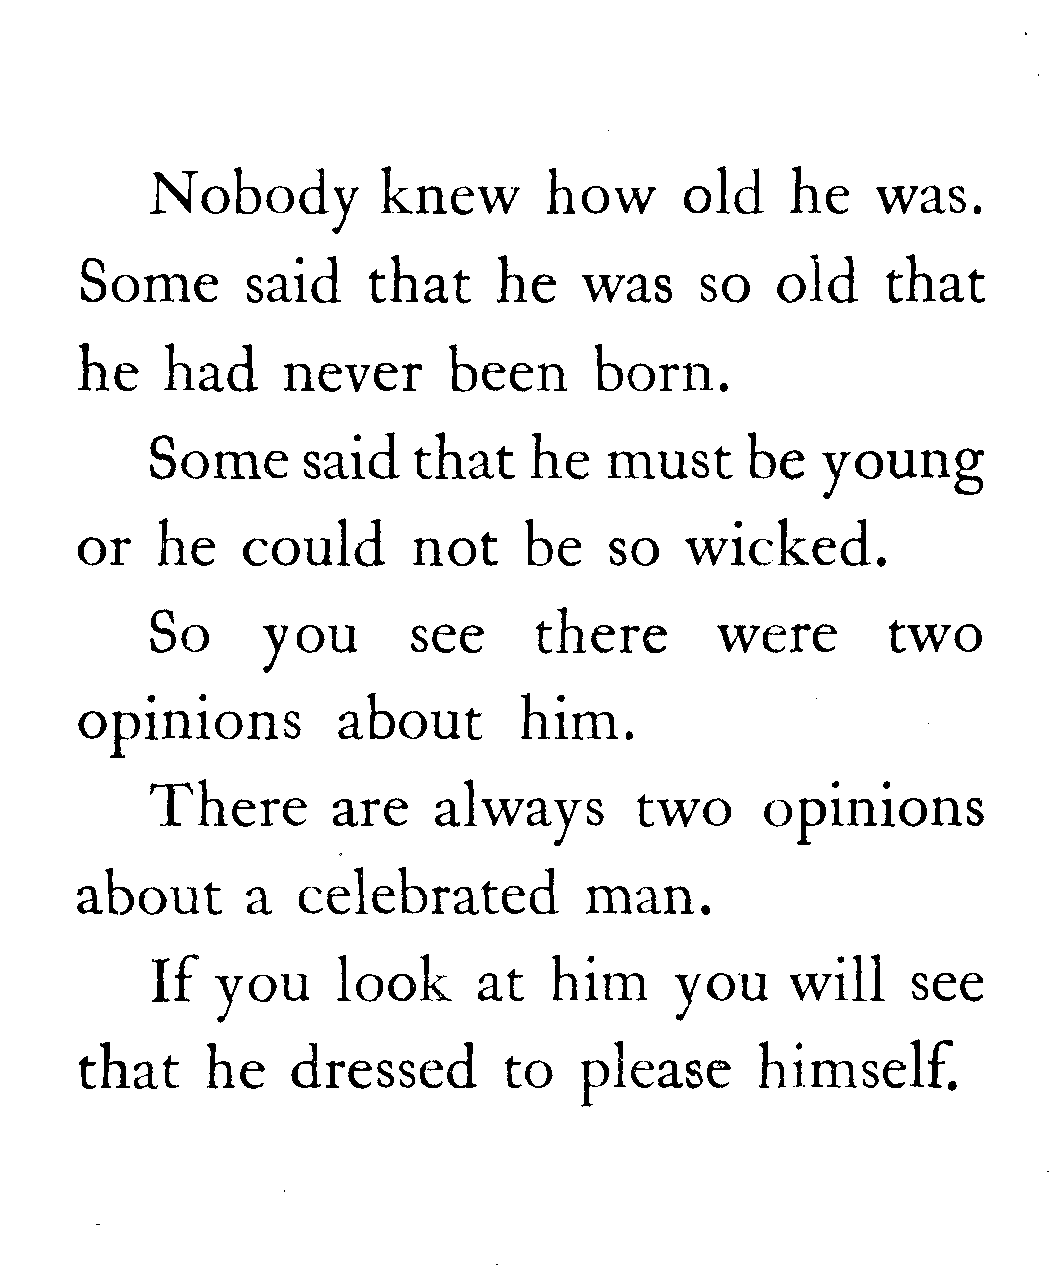 Nobody knew how old he was.
Some said that he was so old that
he had never been born.
Some said that he must be young
or he could not be so wicked.
So you see there were two
opinions about him.
There are always two opinions
about a celebrated man.
If you look at him you will see
that he dressed to please himself.